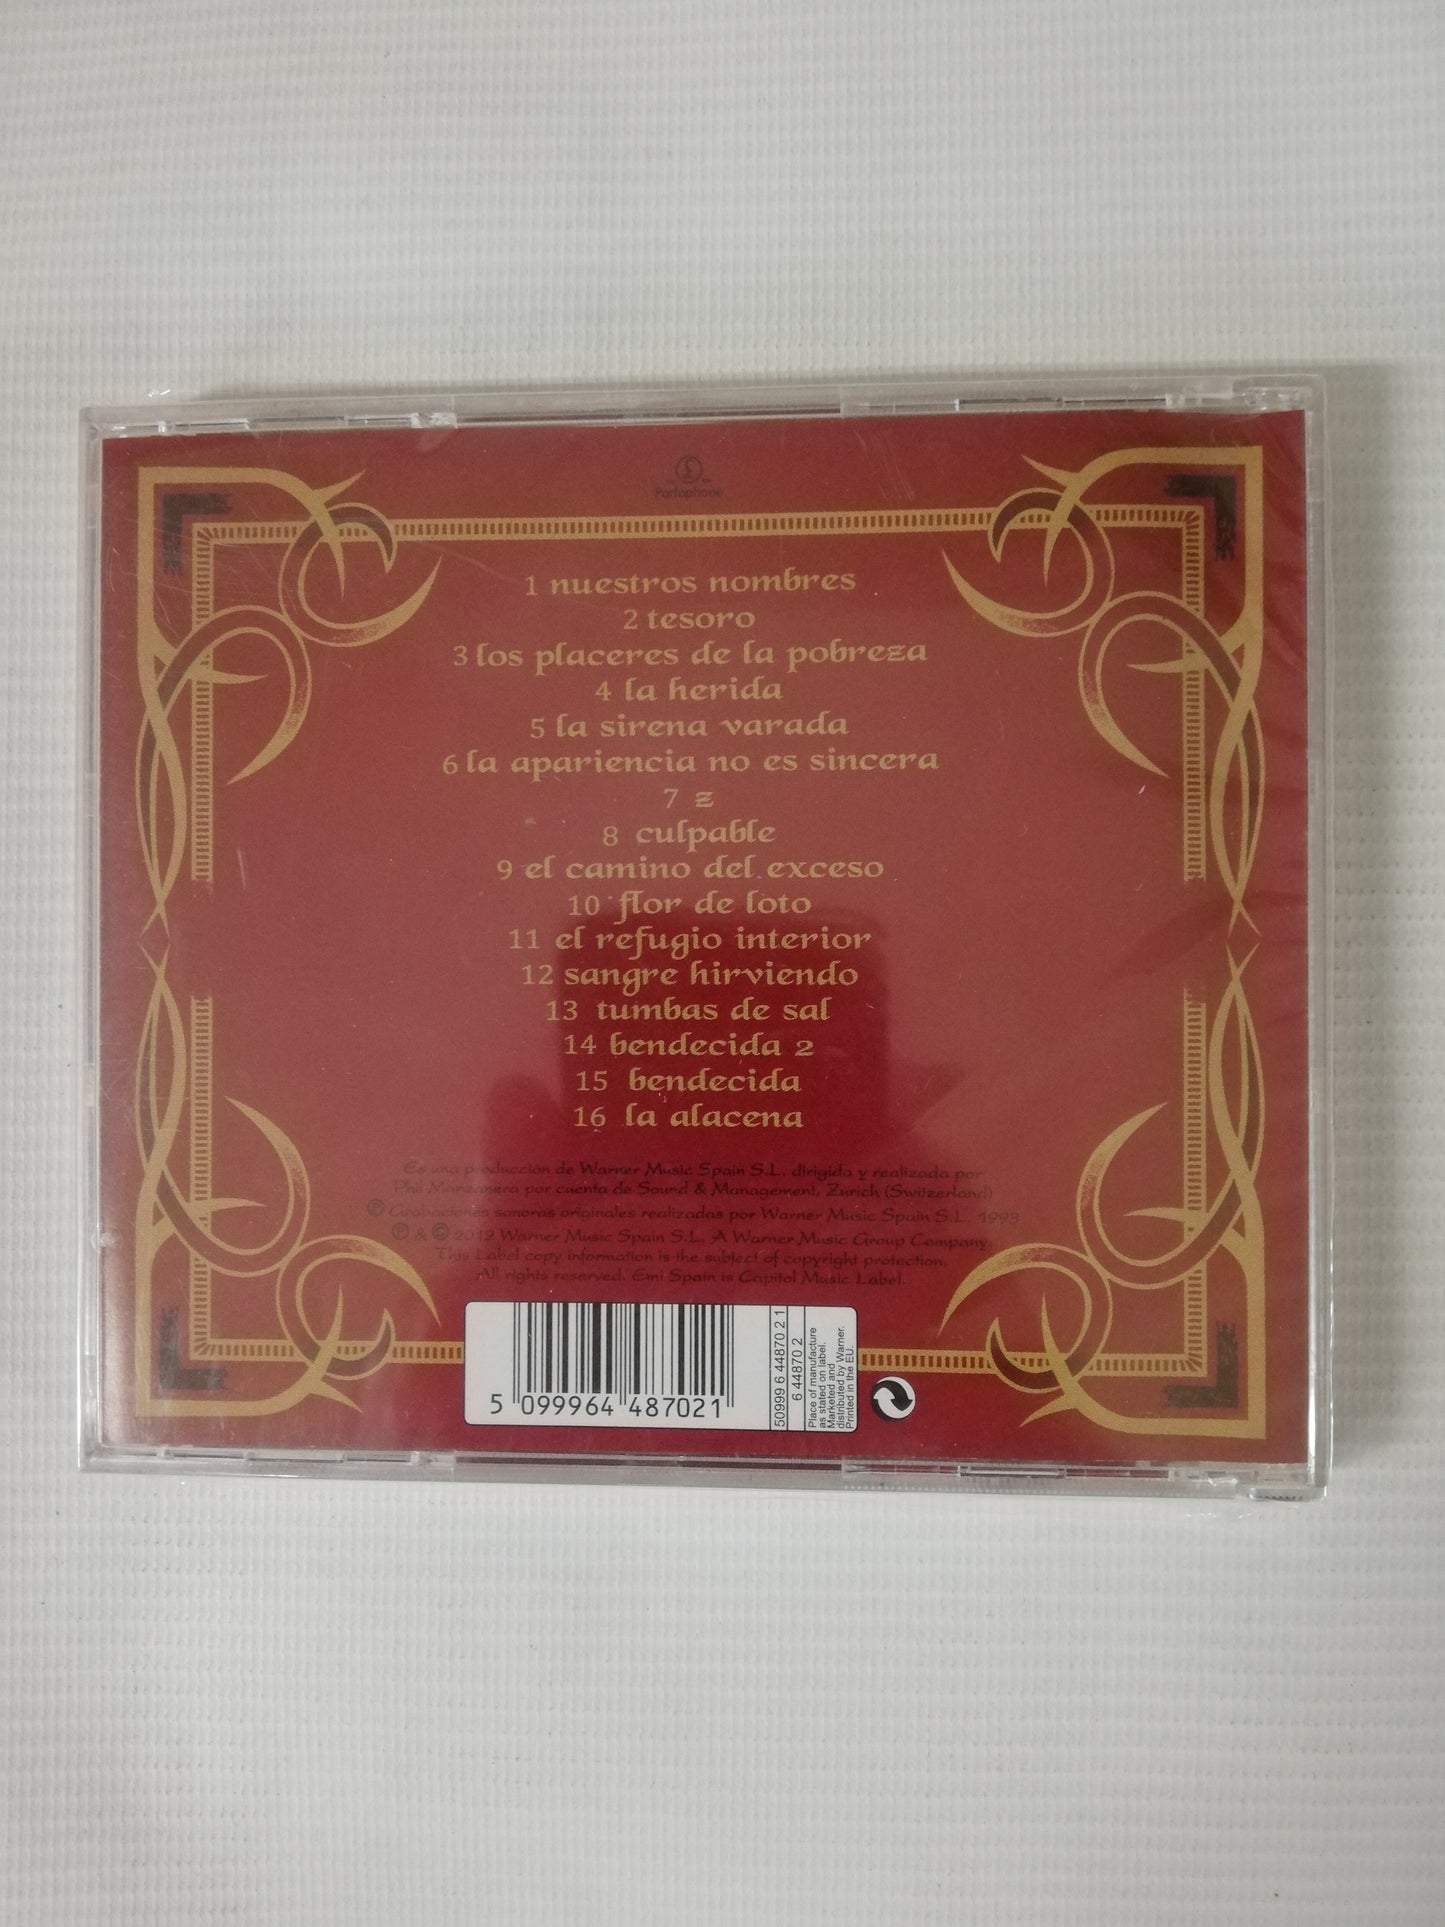 Parlophone
1 nuestros nombres
2 tesoro
3 los placeres de la pobreza
4 la herida
5 la sirena varada
6 la apariencia no es sincera
7 z
8 culpable
9 el camino del exceso
10 flor de loto
11 el refugio interior
12 sangre hirviendo
13 tumbas de sal
14 bendecida 2
15 bendecida
16 la alacena
Es una producción de Warner Music Spain S.L. dirigida y realizada por
Phil Manzanera por cuenta de Sound & Management, Zurich (Switzerland)
℗ Grabaciones sonoras originales realizadas por Warner Music Spain S.L. 1993
℗ & © 2012 Warner Music Spain S.L. A Warner Music Group Company.
This Label copy information is the subject of copyright protection.
All rights reserved. Emi Spain is Capitol Music Label.
5 099964 487021
50999 6 44870 2 1
6 44870 2
Place of manufacture
as stated on label.
Marketed and
distributed by Warner.
Printed in the EU.